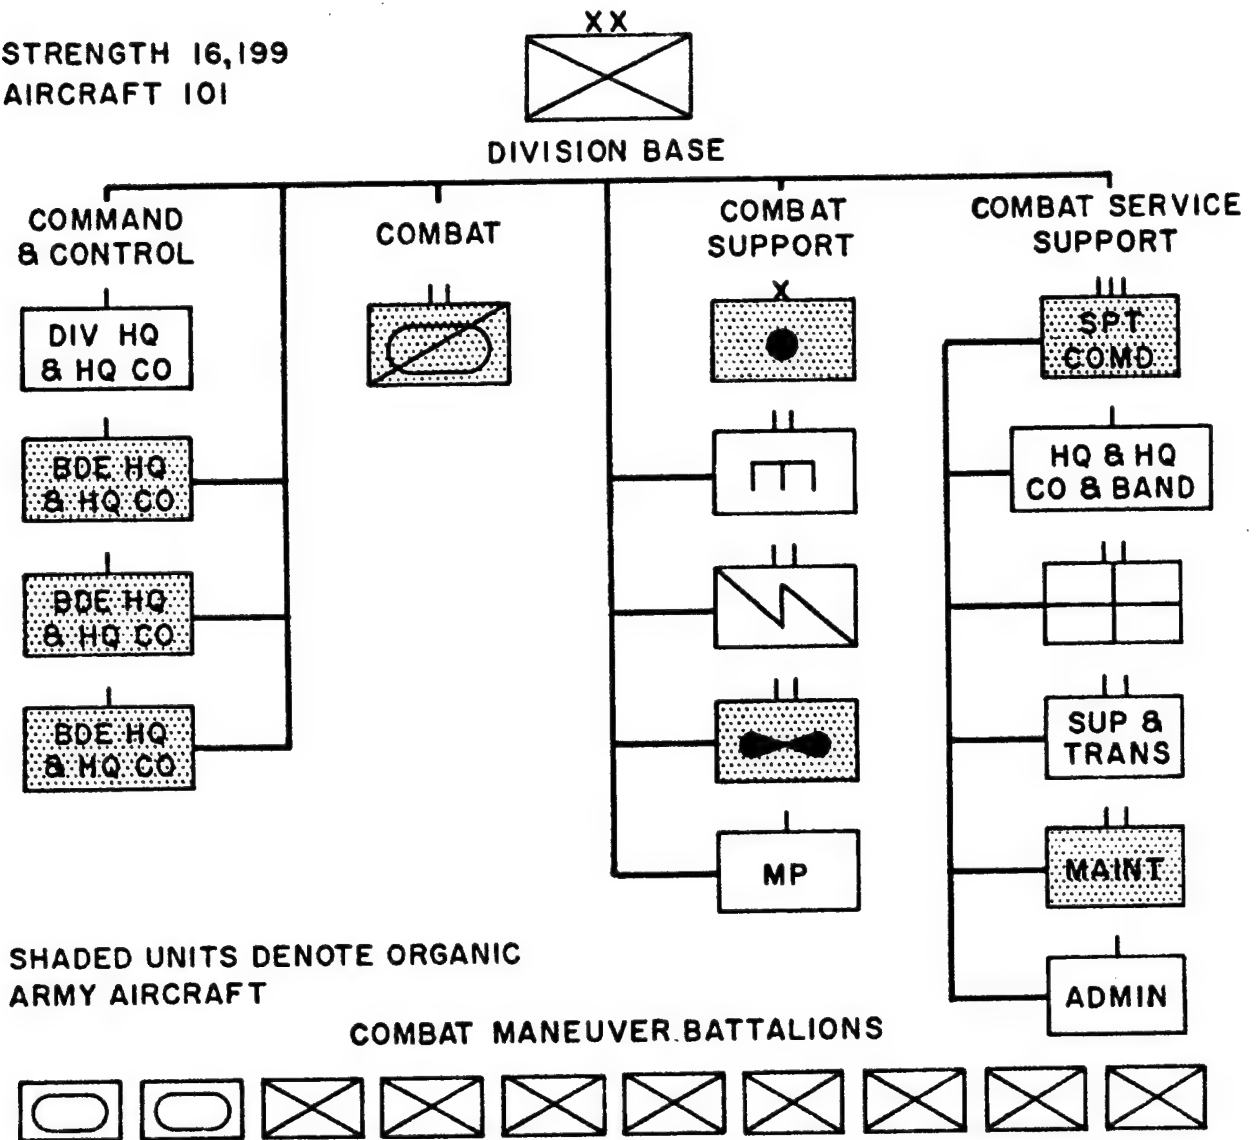 STRENGTH 16,199
AIRCRAFT 101
XX
DIVISION BASE
COMMAND
& CONTROL
DIV HQ
& HQ CO
BDE HQ
& HQ CO
BDE HQ
& HQ CO
BDE HQ
& HQ CO
COMBAT
COMBAT
SUPPORT
X
MP
COMBAT SERVICE
SUPPORT
SPT
COMD
HQ & HQ
CO & BAND
SUP &
TRANS
MAINT
ADMIN
SHADED UNITS DENOTE ORGANIC
ARMY AIRCRAFT
COMBAT MANEUVER BATTALIONS